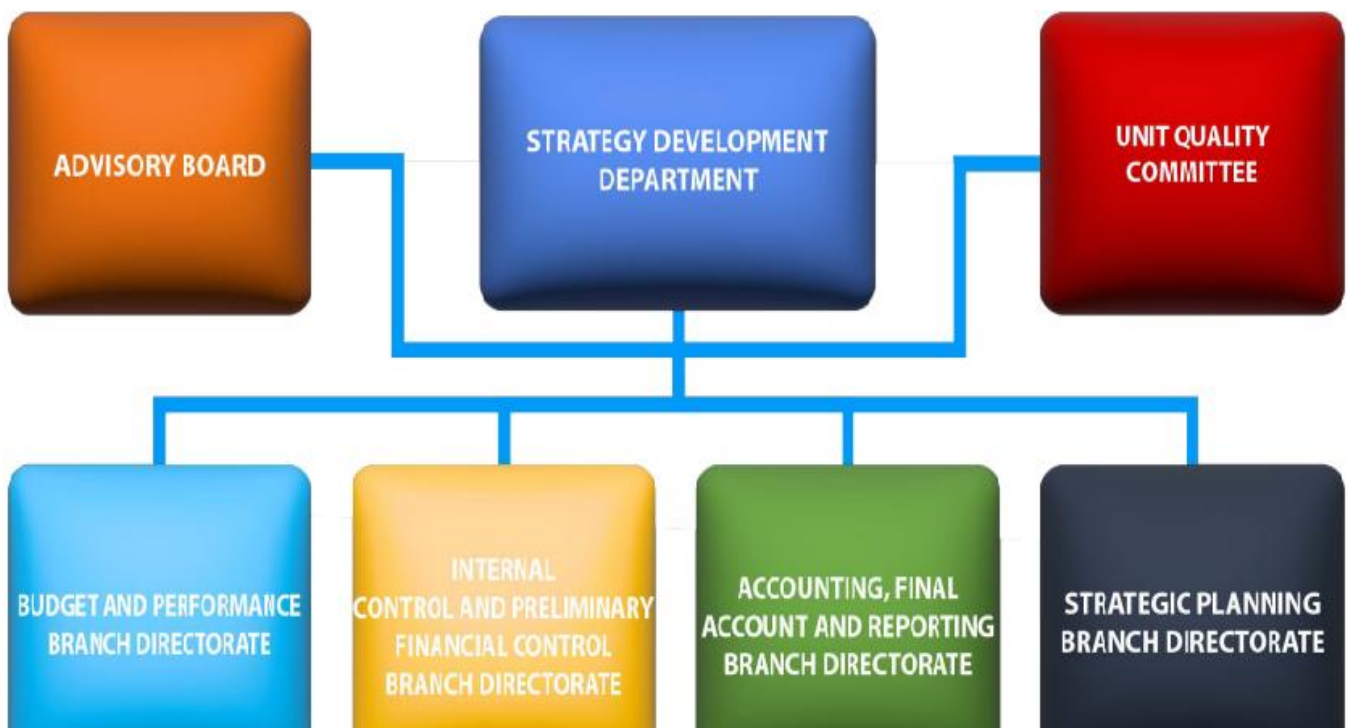 ADVISORY BOARD
STRATEGY DEVELOPMENT
DEPARTMENT
UNIT QUALITY
COMMITTEE
BUDGET AND PERFORMANCE
BRANCH DIRECTORATE
INTERNAL
CONTROL AND PRELIMINARY
FINANCIAL CONTROL
BRANCH DIRECTORATE
ACCOUNTING, FINAL
ACCOUNT AND REPORTING
BRANCH DIRECTORATE
STRATEGIC PLANNING
BRANCH DIRECTORATE